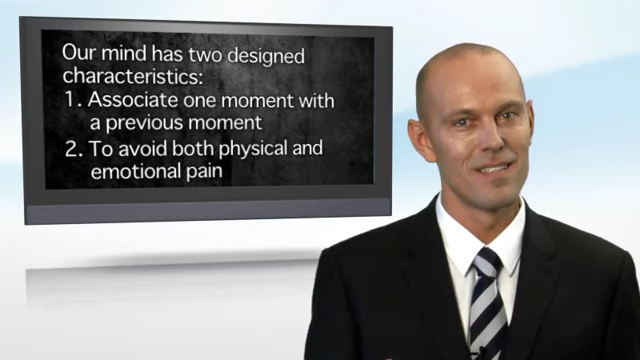 Our mind has two designed
characteristics:
1. Associate one moment with
a previous moment
2. To avoid both physical and
emotional pain